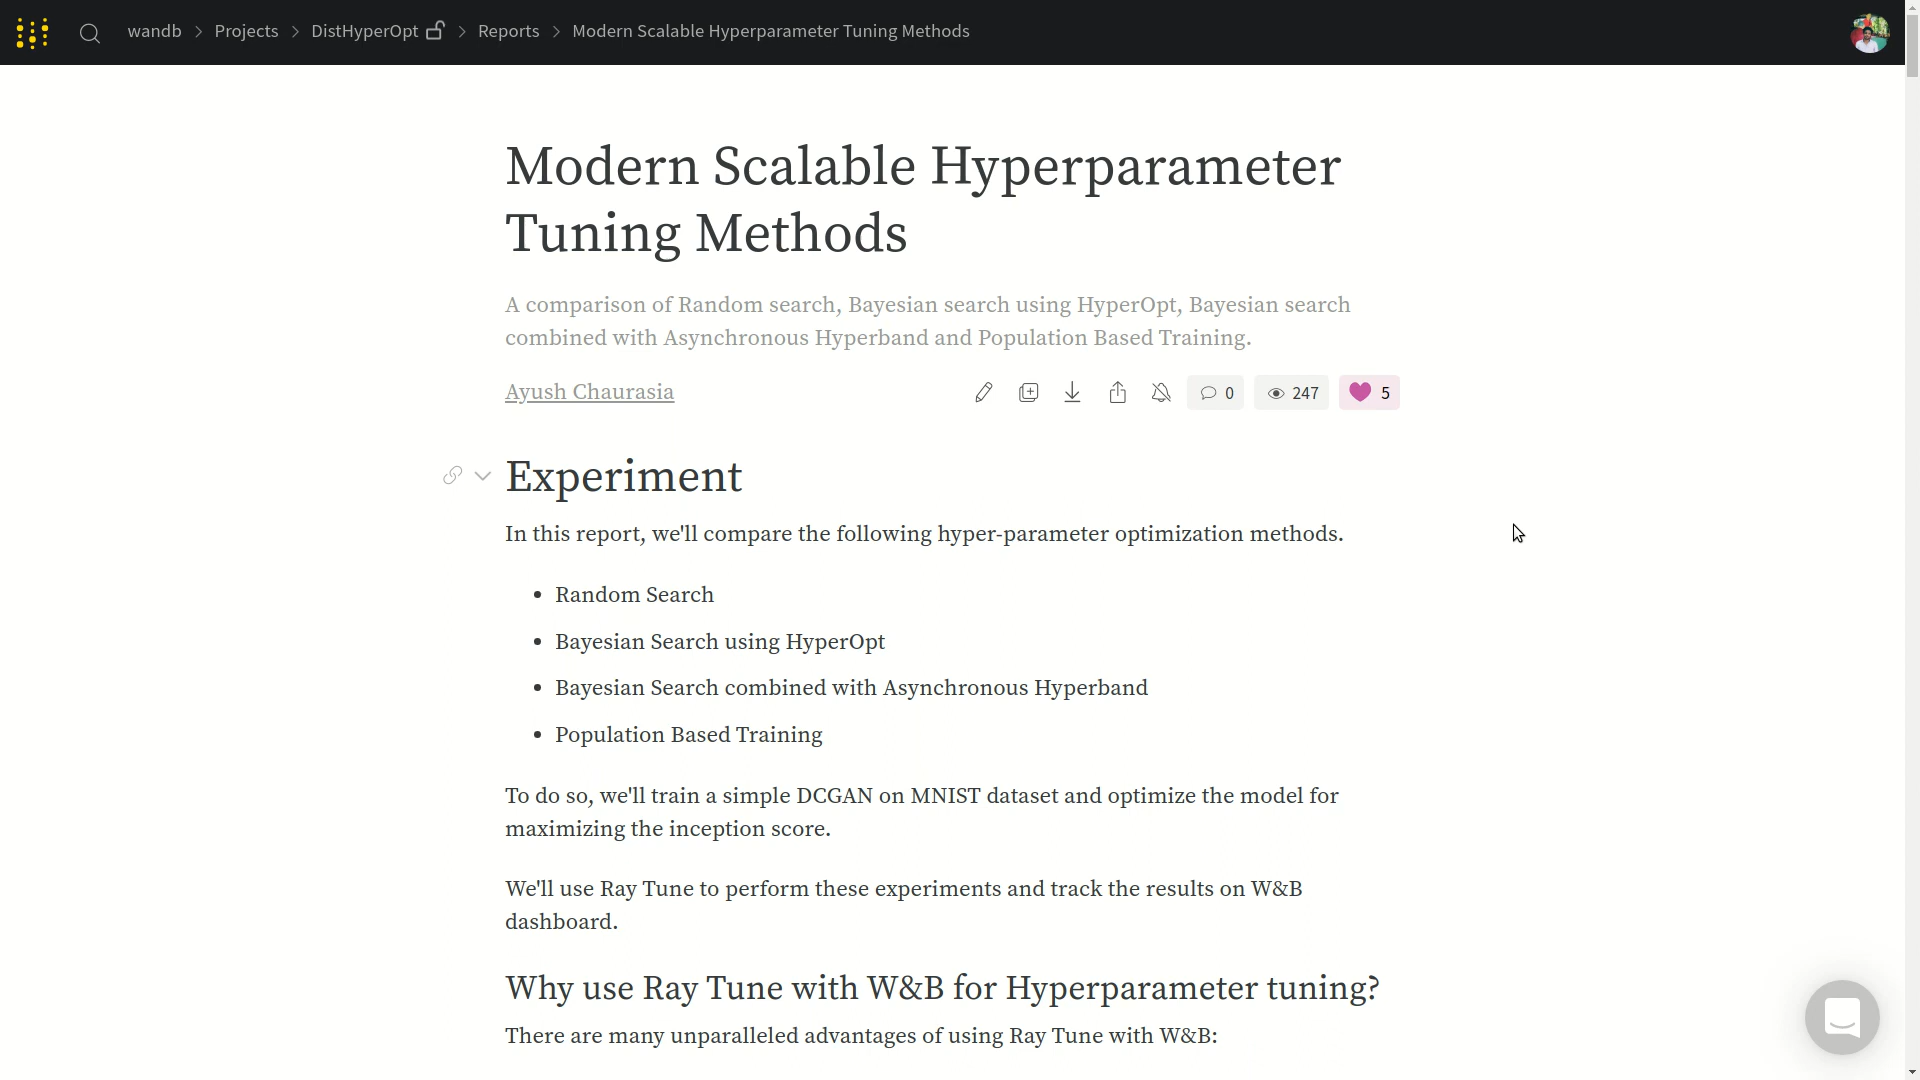 wandb > Projects > DistHyperOpt > Reports > Modern Scalable Hyperparameter Tuning Methods
Modern Scalable Hyperparameter
Tuning Methods
A comparison of Random search, Bayesian search using HyperOpt, Bayesian search
combined with Asynchronous Hyperband and Population Based Training.
Ayush Chaurasia 0 247 5
Experiment
In this report, we'll compare the following hyper-parameter optimization methods.
• Random Search
• Bayesian Search using HyperOpt
• Bayesian Search combined with Asynchronous Hyperband
• Population Based Training
To do so, we'll train a simple DCGAN on MNIST dataset and optimize the model for
maximizing the inception score.
We'll use Ray Tune to perform these experiments and track the results on W&B
dashboard.
Why use Ray Tune with W&B for Hyperparameter tuning?
There are many unparalleled advantages of using Ray Tune with W&B: